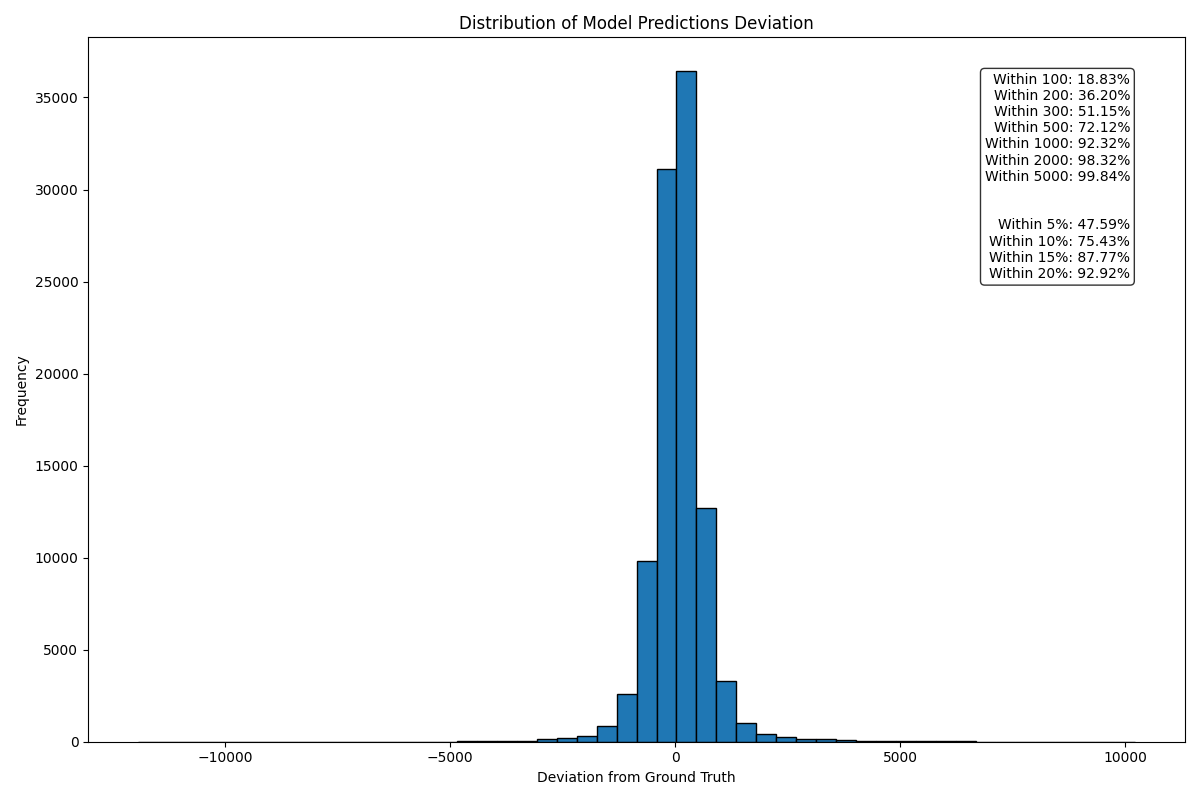 Distribution of Model Predictions Deviation
Within 100: 18.83%
Within 200: 36.20%
Within 300: 51.15%
Within 500: 72.12%
Within 1000: 92.32%
Within 2000: 98.32%
Within 5000: 99.84%
Within 5%: 47.59%
Within 10%: 75.43%
Within 15%: 87.77%
Within 20%: 92.92%
Frequency
35000
30000
25000
20000
15000
10000
5000
0
−10000
−5000
0
5000
10000
Deviation from Ground Truth